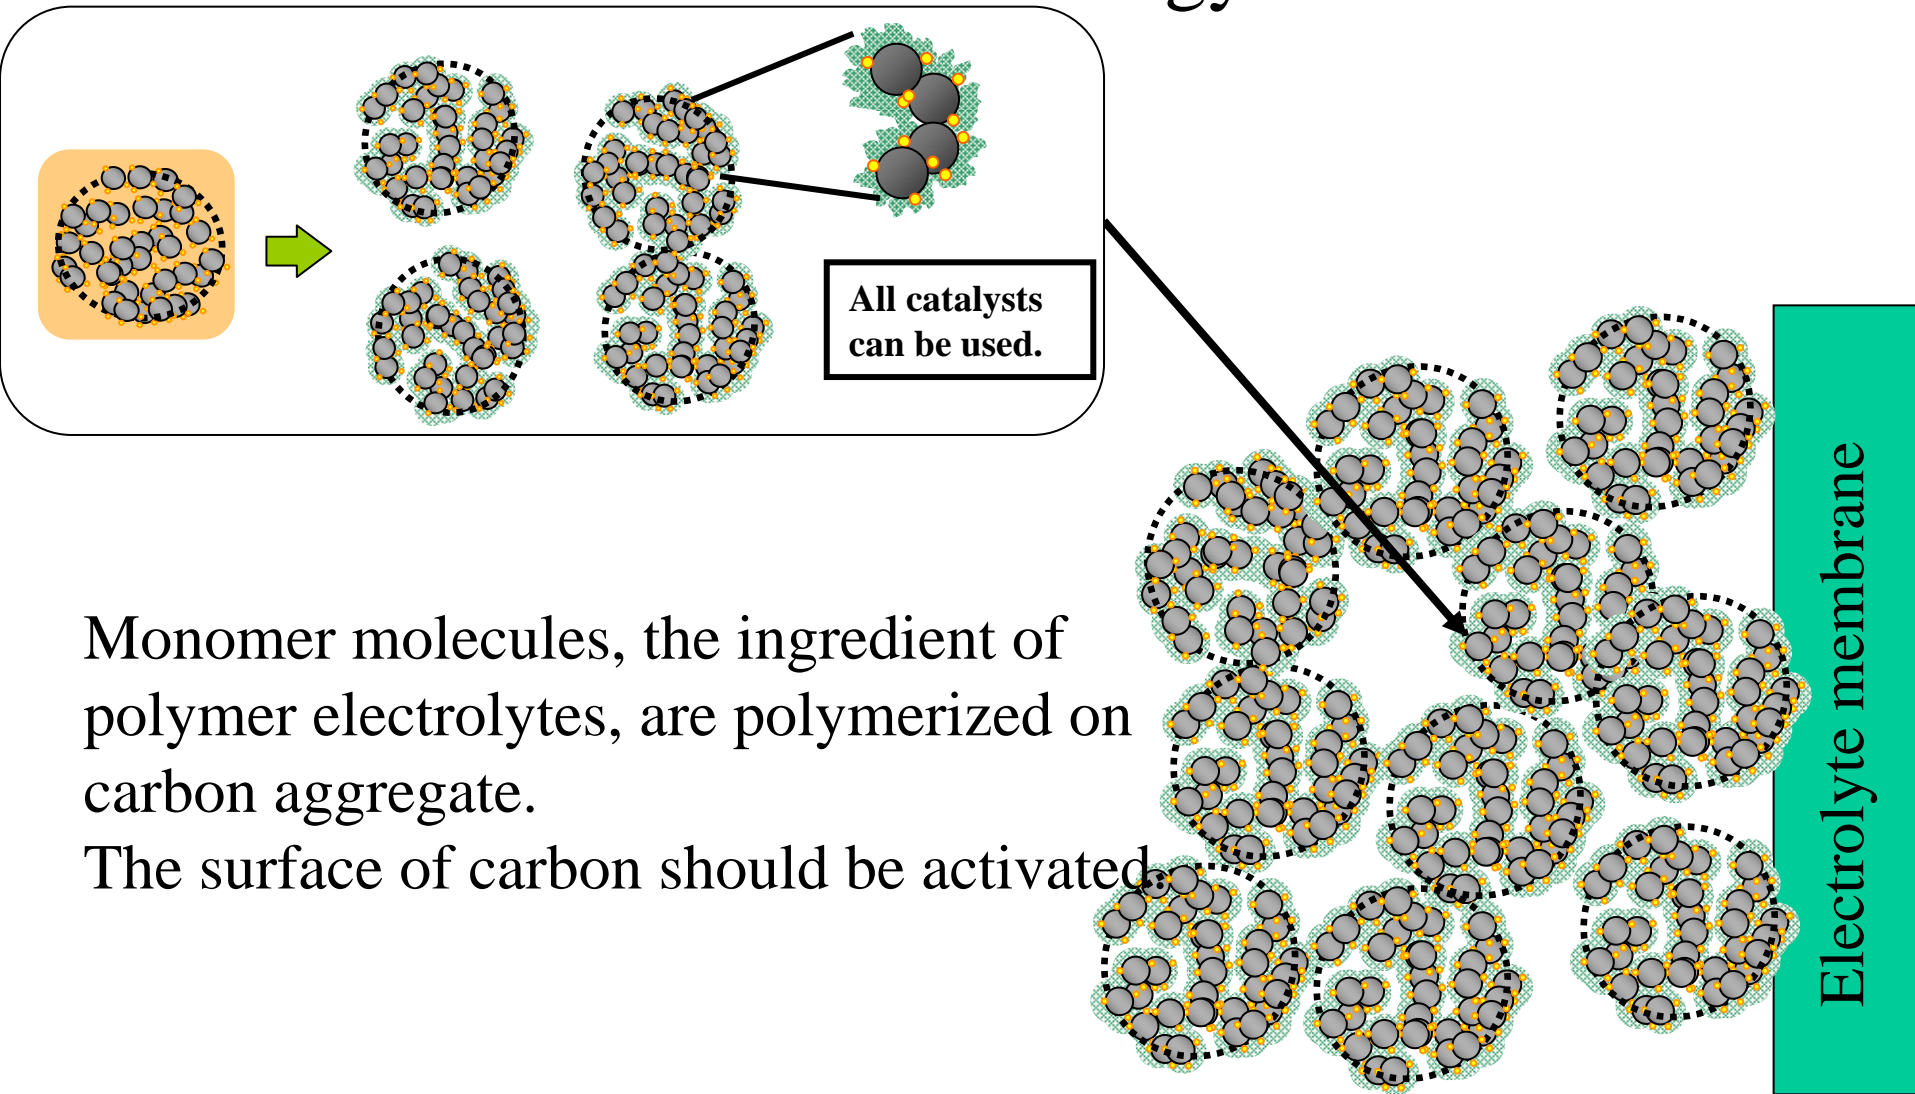 gy
All catalysts
can be used.
Monomer molecules, the ingredient of
polymer electrolytes, are polymerized on
carbon aggregate.
The surface of carbon should be activated.
Electrolyte membrane